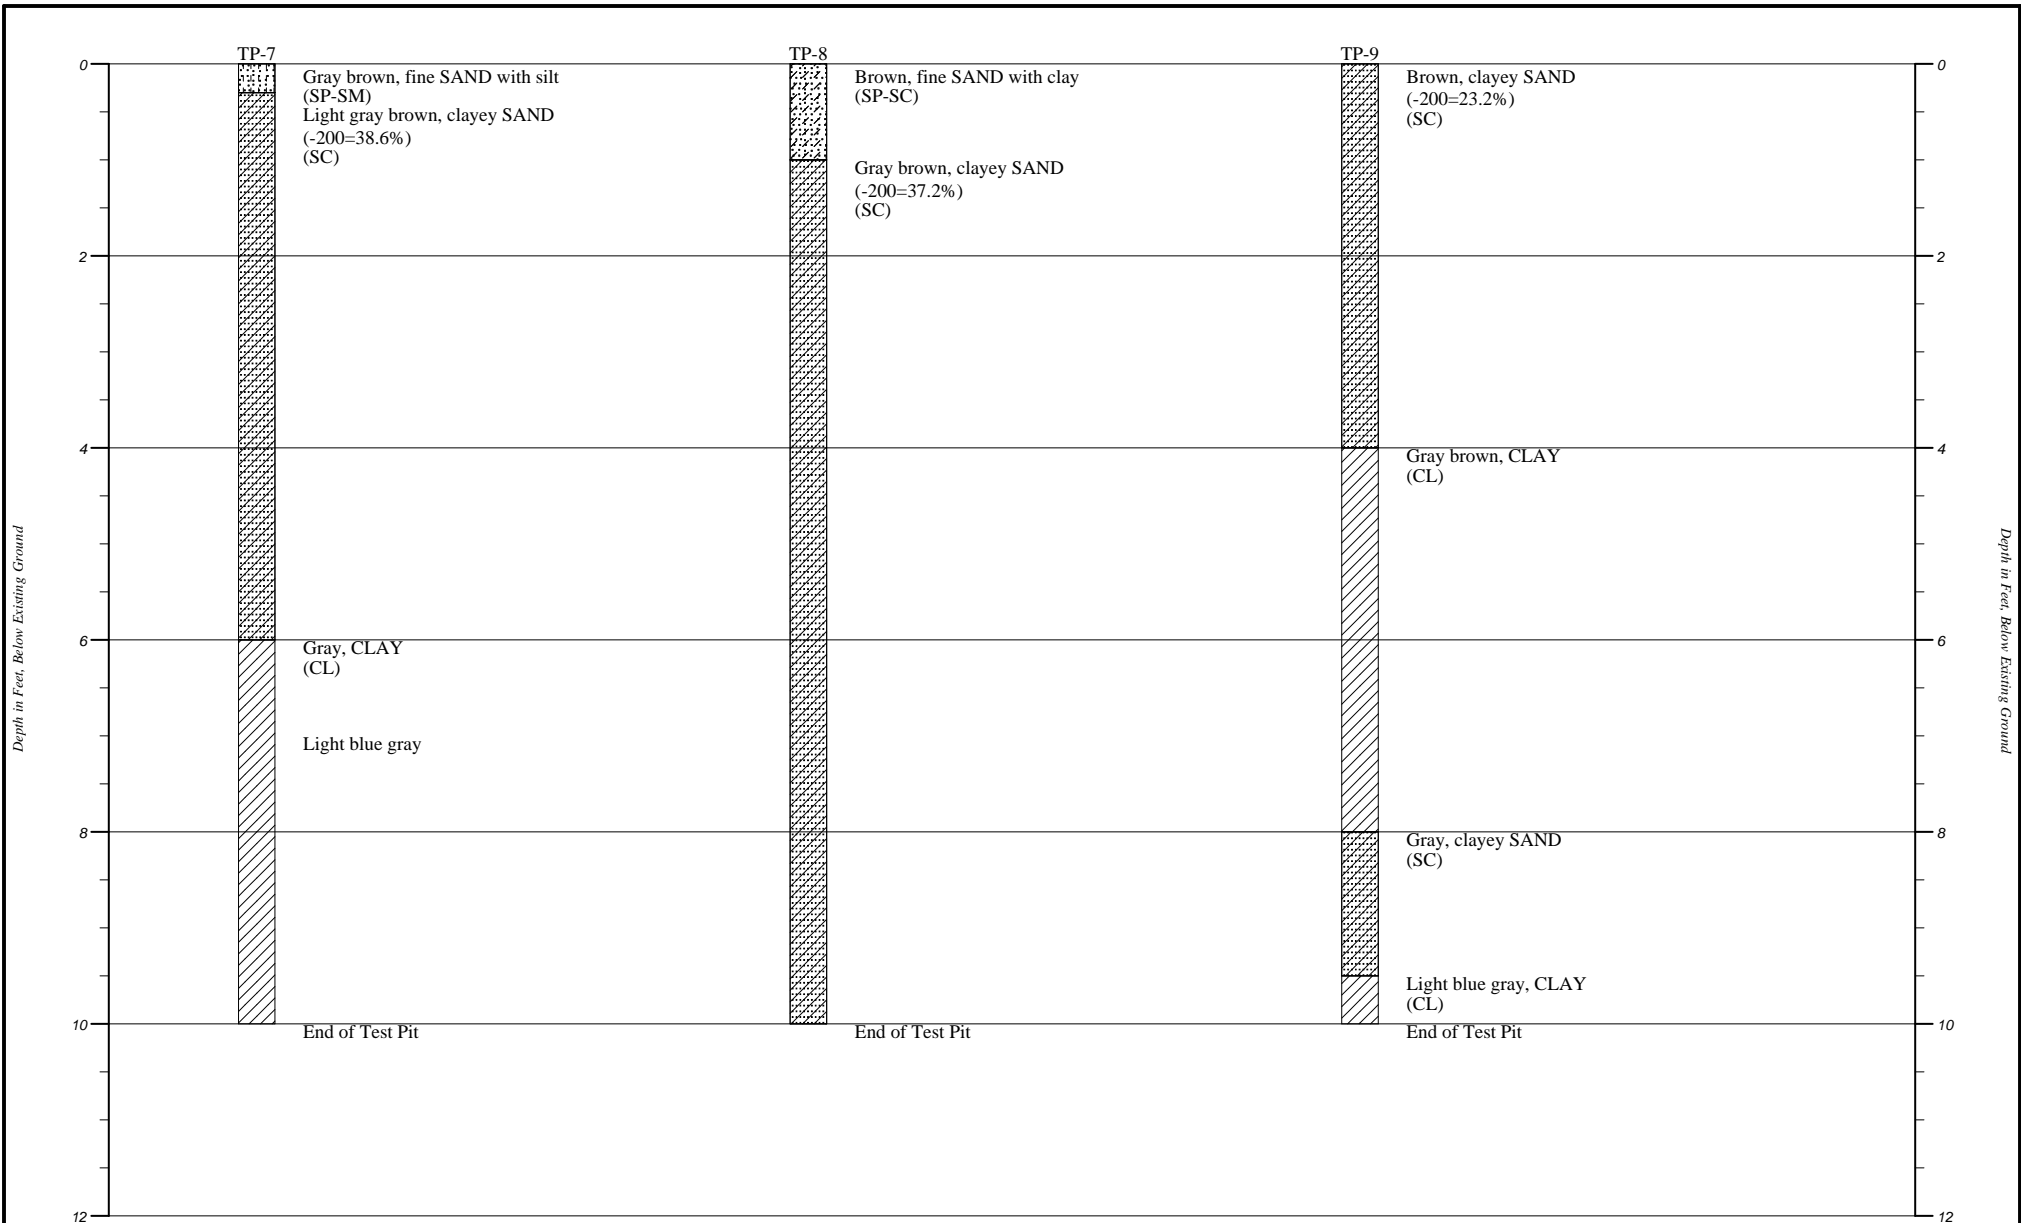 TP-7
TP-8
TP-9
0
Gray brown, fine SAND with silt
(SP-SM)
Light gray brown, clayey SAND
(-200=38.6%)
(SC)
Brown, fine SAND with clay
(SP-SC)
Gray brown, clayey SAND
(-200=37.2%)
(SC)
Brown, clayey SAND
(-200=23.2%)
(SC)
0
2
2
4
Gray brown, CLAY
(CL)
4
Depth in Feet, Below Existing Ground
Depth in Feet, Below Existing Ground
6
Gray, CLAY
(CL)
Light blue gray
6
8
Gray, clayey SAND
(SC)
8
Light blue gray, CLAY
(CL)
10
End of Test Pit
End of Test Pit
End of Test Pit
10
12
12